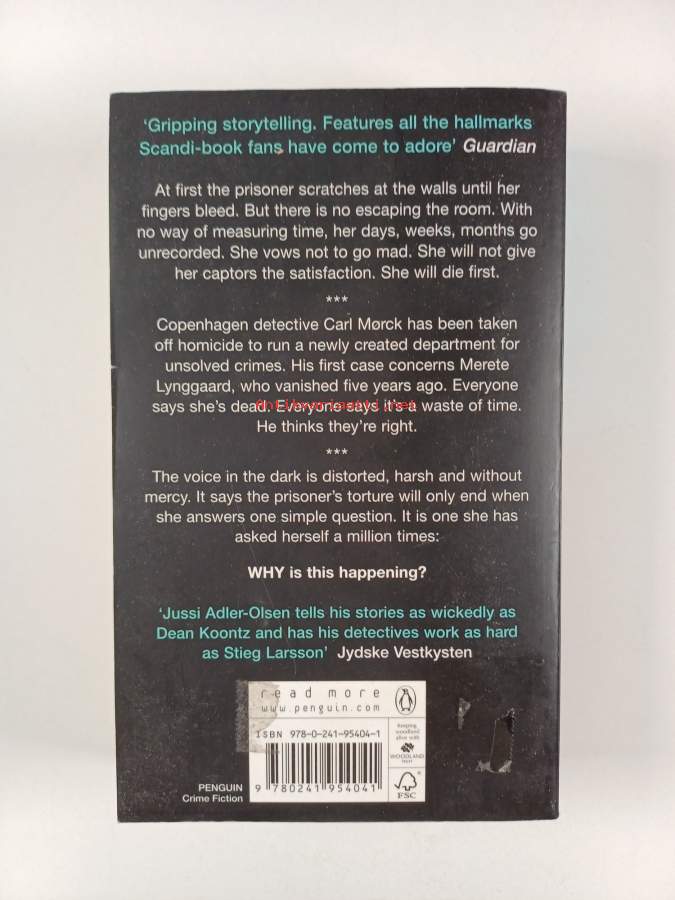 ‘Gripping storytelling. Features all the hallmarks
Scandi-book fans have come to adore’ Guardian
At first the prisoner scratches at the walls until her
fingers bleed. But there is no escaping the room. With
no way of measuring time, her days, weeks, months go
unrecorded. She vows not to go mad. She will not give
her captors the satisfaction. She will die first.
***
Copenhagen detective Carl Mørck has been taken
off homicide to run a newly created department for
unsolved crimes. His first case concerns Merete
Lynggaard, who vanished five years ago. Everyone
says she’s dead. Everyone says it’s a waste of time.
Antikvariaatti.net
He thinks they’re right.
***
The voice in the dark is distorted, harsh and without
mercy. It says the prisoner’s torture will only end when
she answers one simple question. It is one she has
asked herself a million times:
WHY is this happening?
‘Jussi Adler-Olsen tells his stories as wickedly as
Dean Koontz and has his detectives work as hard
as Stieg Larsson’ Jydske Vestkysten
read more
www.penguin.com
ISBN 978-0-241-95404-1
9 780241 954041
Keeping
woodland
alive with
WOODLAND
TRUST
FSC
®
PENGUIN
Crime Fiction